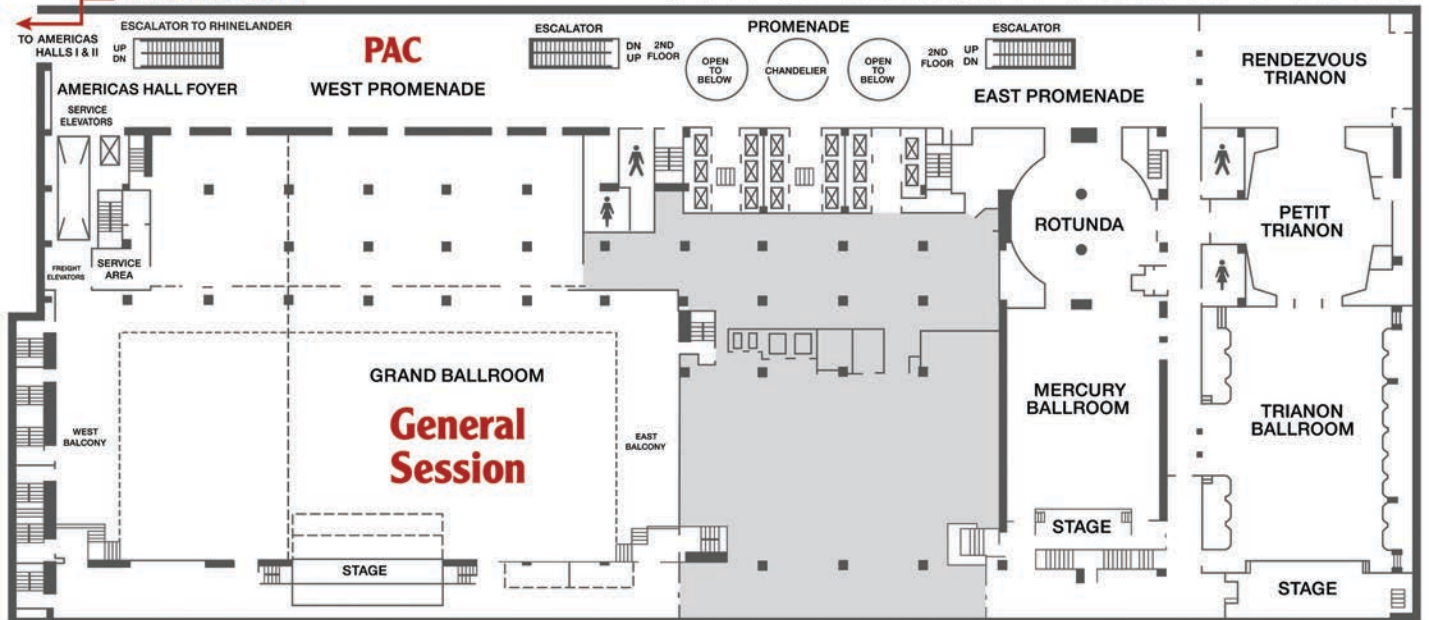 TO AMERICAS
HALLS I & II
ESCALATOR TO RHINELANDER
UP
DN
PAC
WEST PROMENADE
AMERICAS HALL FOYER
SERVICE
ELEVATORS
ESCALATOR
DN
UP
2ND
FLOOR
PROMENADE
OPEN
TO
BELOW
CHANDELIER
OPEN
TO
BELOW
2ND
FLOOR
UP
DN
ESCALATOR
EAST PROMENADE
RENDEZVOUS
TRIANON
ROTUNDA
PETIT
TRIANON
FREIGHT
ELEVATORS
SERVICE
AREA
GRAND BALLROOM
General
Session
WEST
BALCONY
EAST
BALCONY
MERCURY
BALLROOM
TRIANON
BALLROOM
STAGE
STAGE
STAGE